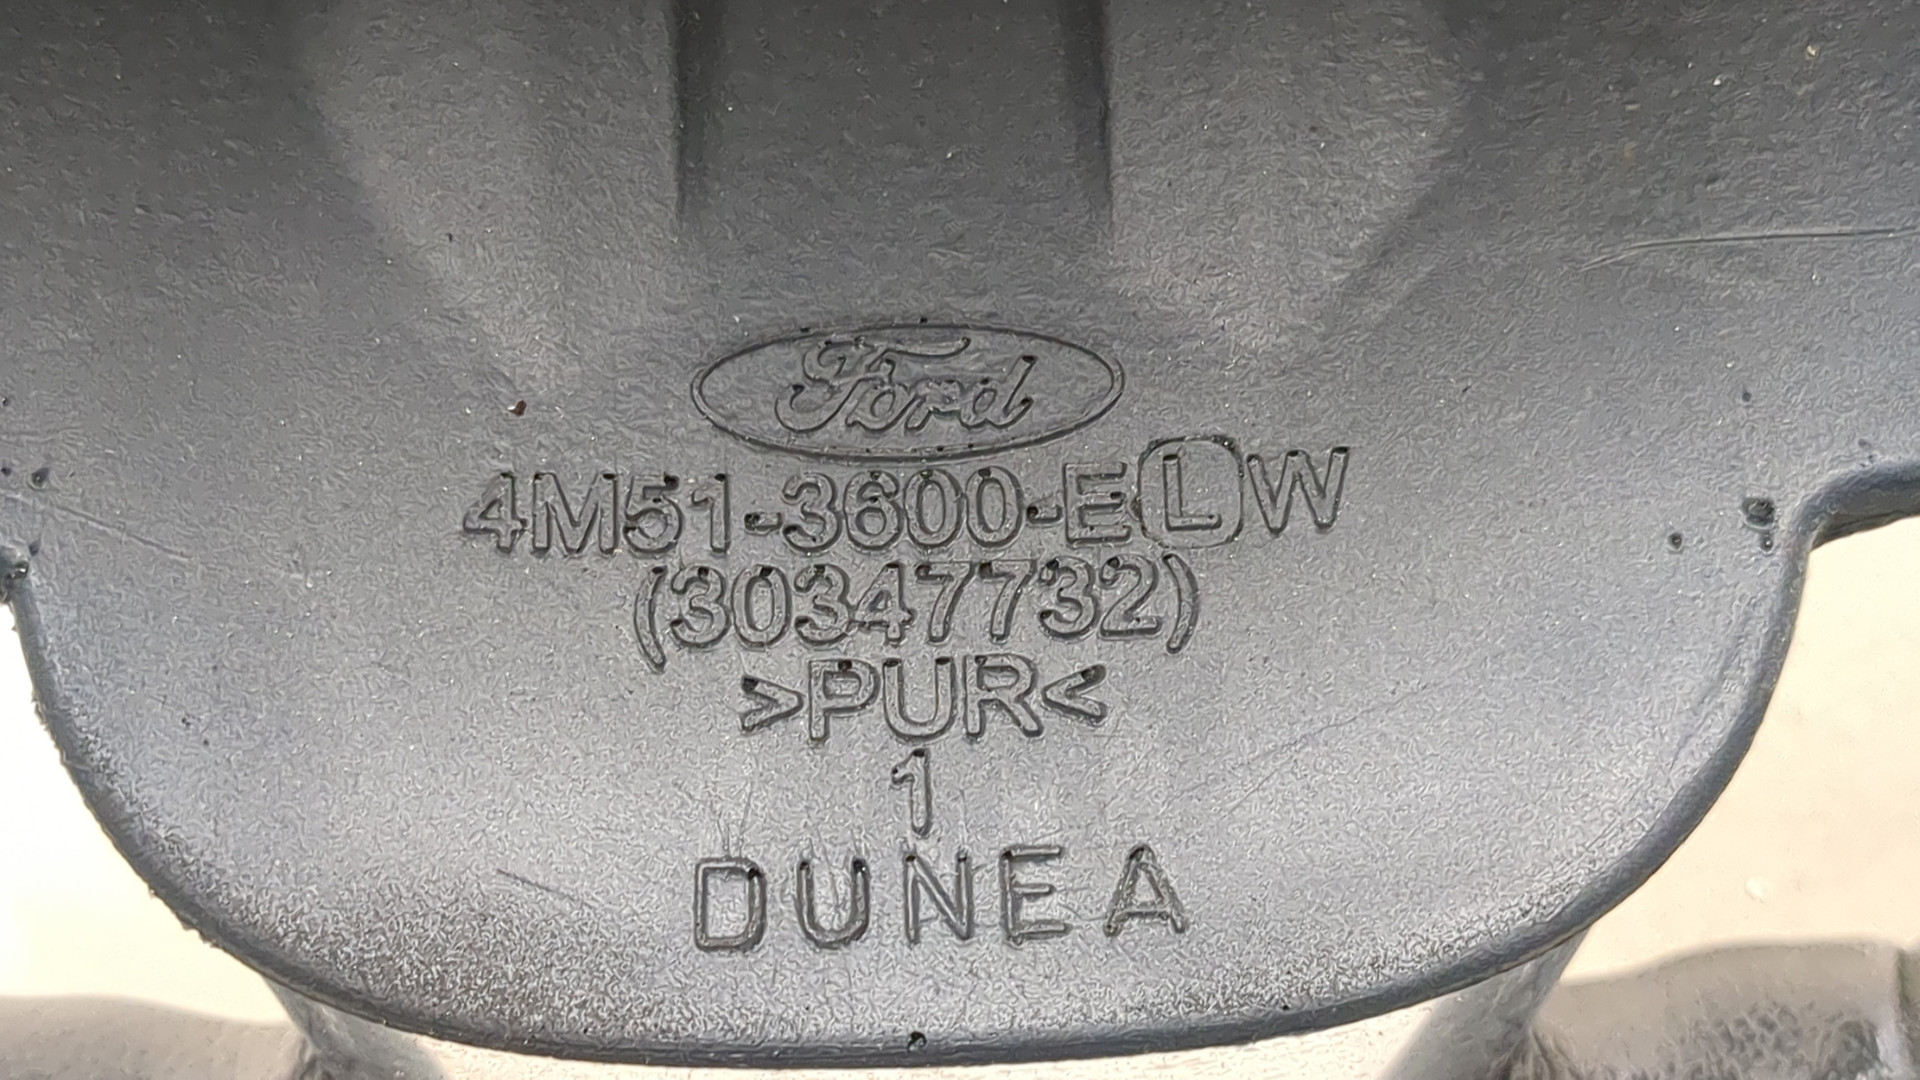 Ford
4M51-3600-ELW
(30347732)
>PUR<
1
DUNEA